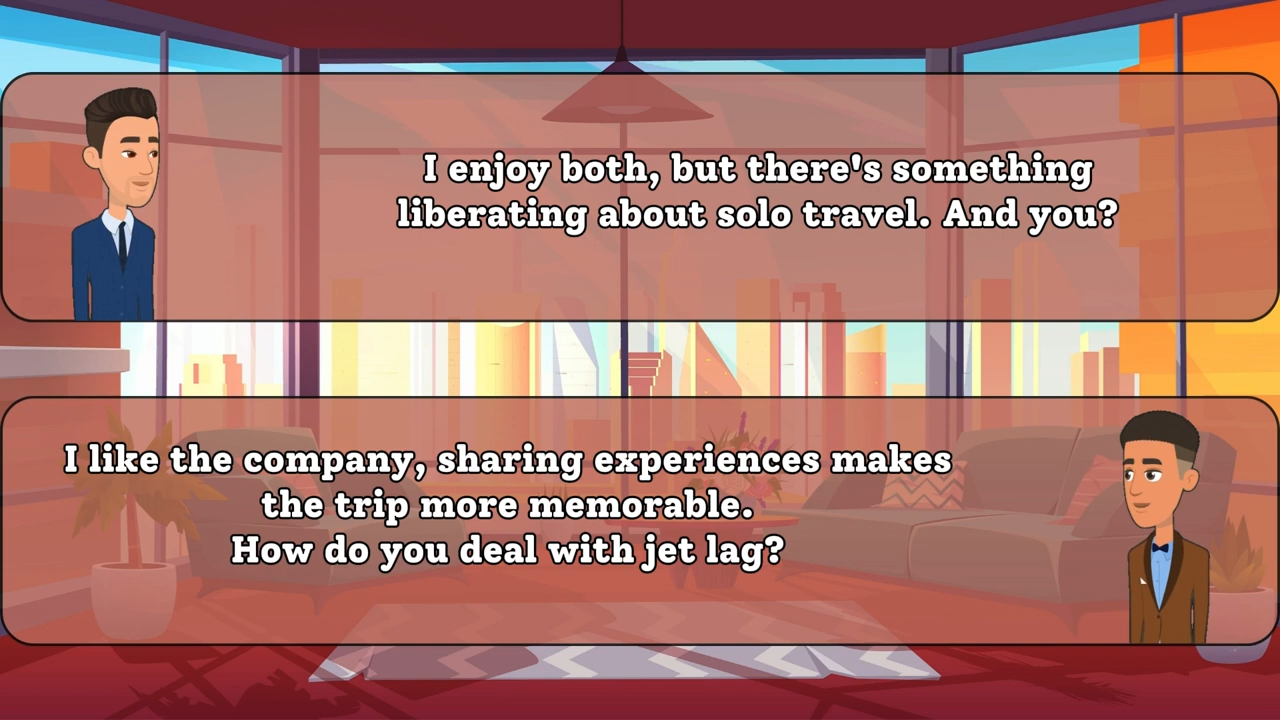 I enjoy both, but there's something
liberating about solo travel. And you?
I like the company, sharing experiences makes
the trip more memorable.
How do you deal with jet lag?